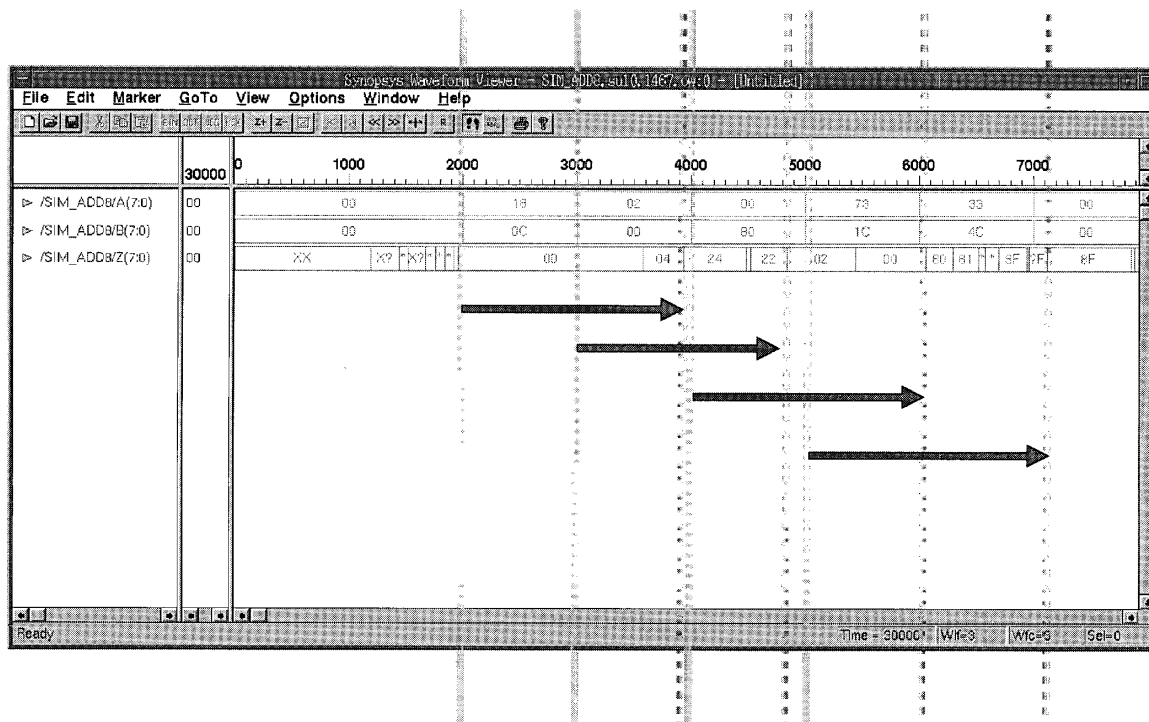 Synopsys Waveform Viewer - SIM_ADD8.su10.1467.ow:0 - [Untitled]
File Edit Marker GoTo View Options Window Help
30000 0 1000 2000 3000 4000 5000 6000 7000
/SIM_ADD8/A(7:0) 00 00 18 02 00 73 33 00
/SIM_ADD8/B(7:0) 00 00 0C 00 80 1C 4C 00
/SIM_ADD8/Z(7:0) 00 XX X? * X? * * * 00 04 24 22 02 00 80 81 * * 8F ?F 8F
Ready Time = 30000 Wif=3 Wfc=3 Sel=0